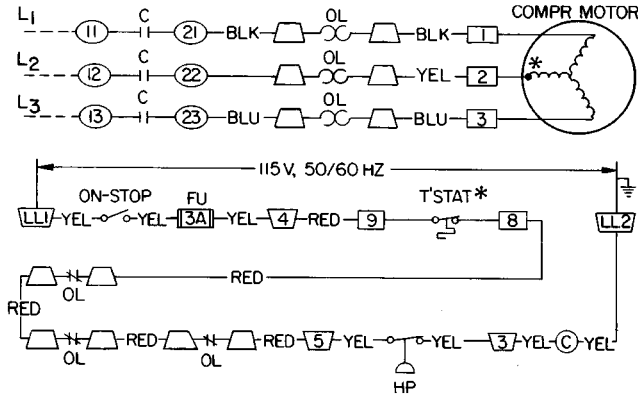 COMPR MOTOR
L1 11 C 21 BLK OL BLK 1
L2 12 C 22 OL YEL 2 *
L3 13 C 23 BLU OL BLU 3
115V, 50/60 HZ
ON-STOP FU T'STAT*
LL1 YEL YEL 3A YEL 4 RED 9 8 LL2
OL RED
RED
OL RED OL RED 5 YEL YEL 3 YEL C YEL
HP